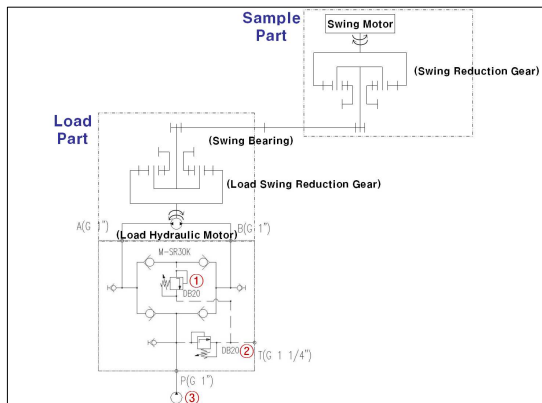 Sample
Part
Swing Motor
(Swing Reduction Gear)
Load
Part
(Swing Bearing)
(Load Swing Reduction Gear)
A(G 1")
(Load Hydraulic Motor)
B(G 1")
M-SR30K
①
DB20
DB20
②
T(G 1 1/4")
P(G 1")
③